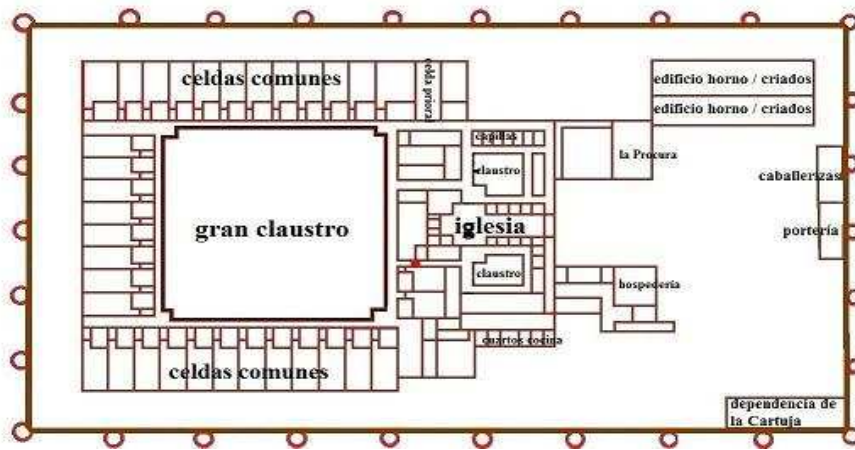 celdas comunes
celda prioral
edificio horno / criados
edificio horno / criados
capillas
la Procura
claustro
caballerizas
gran claustro
iglesia
portería
claustro
hospedería
cuartos cocina
celdas comunes
dependencia de
la Cartuja